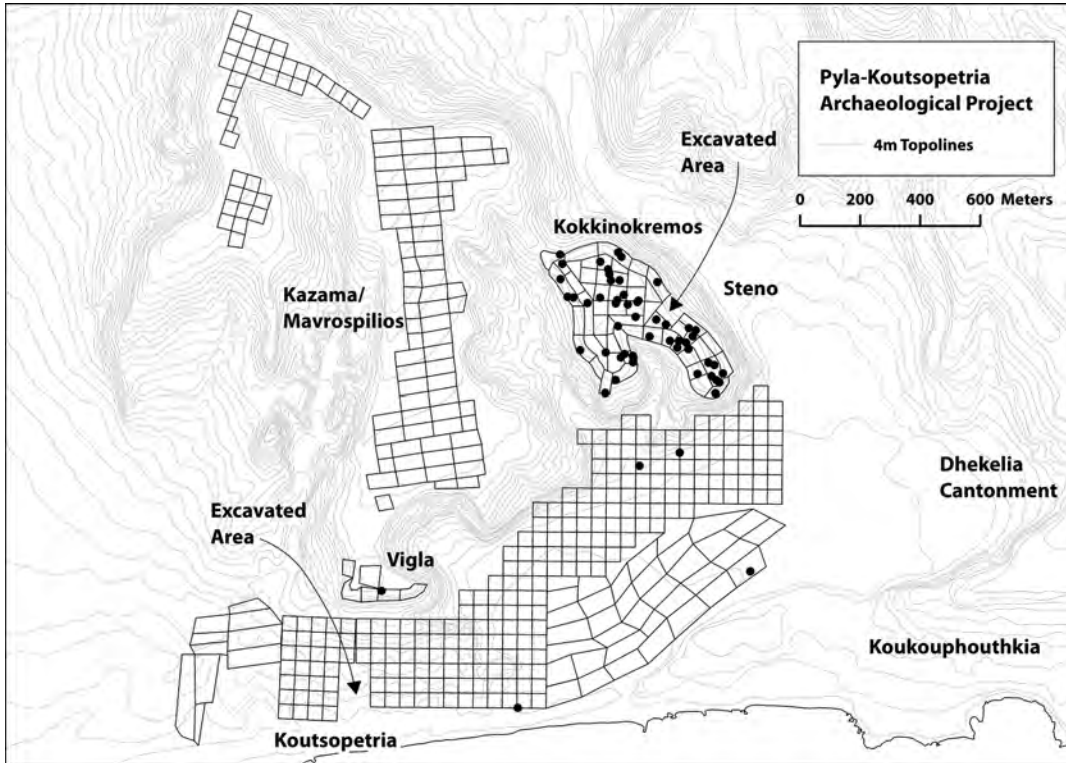 Pyla-Koutsopetria
Archaeological Project
4m Topolines
0 200 400 600 Meters
Excavated
Area
Kokkinokremos
Steno
Kazama/
Mavrospilios
Dhekelia
Cantonment
Excavated
Area
Vigla
Koukouphouthkia
Koutsopetria